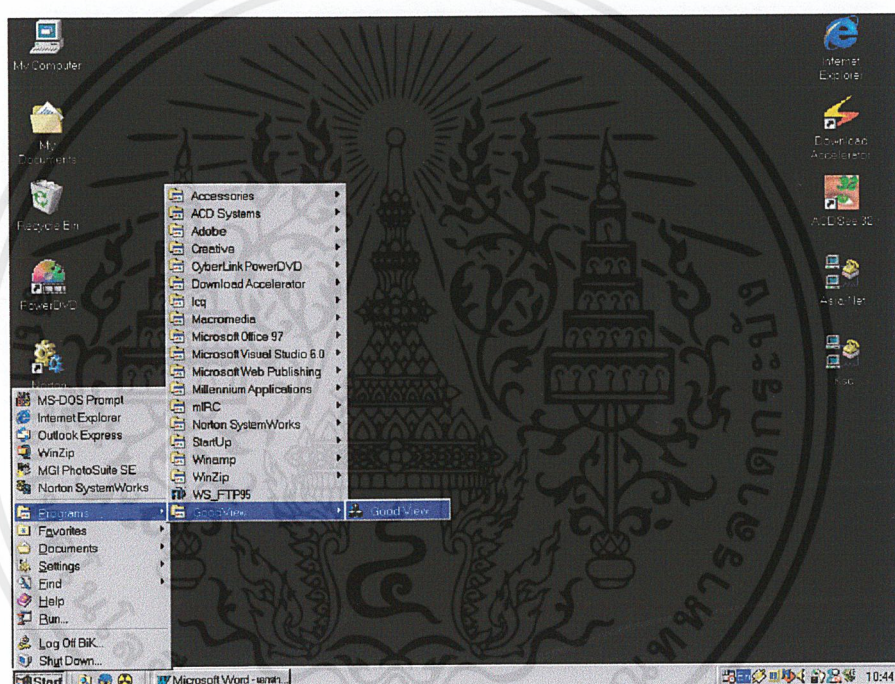 My Computer
My
Documents
Recycle Bin
PowerDVD
Norton
Internet
Explorer
Download
Accelerator
ACDSee 32
Ksc
Accessories
ACD Systems
Adobe
Creative
CyberLink PowerDVD
Download Accelerator
Icq
Macromedia
Microsoft Office 97
Microsoft Visual Studio 6.0
Microsoft Web Publishing
Millennium Applications
mIRC
Norton SystemWorks
StartUp
Winamp
WinZip
WS_FTP95
GoodView
Good View
MS-DOS Prompt
Internet Explorer
Outlook Express
WinZip
MGI PhotoSuite SE
Norton SystemWorks
Programs
Favorites
Documents
Settings
Find
Help
Run...
Log Off BiK...
Shut Down...
Start
Microsoft Word -